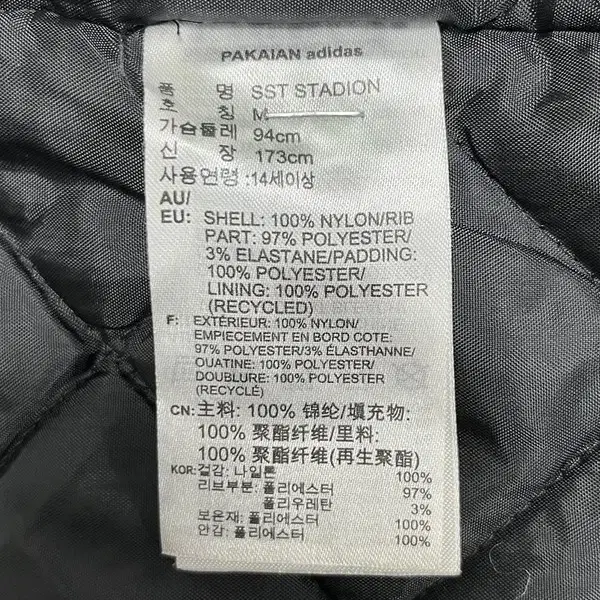 PAKAIAN adidas
품 명 SST STADION
호 칭 M
가슴둘레 94cm
신 장 173cm
사용연령 :14세이상
AU/
EU: SHELL: 100% NYLON/RIB
PART: 97% POLYESTER/
3% ELASTANE/PADDING:
100% POLYESTER/
LINING: 100% POLYESTER
(RECYCLED)
F: EXTÉRIEUR: 100% NYLON/
EMPIECEMENT EN BORD COTE:
97% POLYESTER/3% ÉLASTHANNE/
OUATINE: 100% POLYESTER/
DOUBLURE: 100% POLYESTER
(RECYCLÉ)
CN: 主料: 100% 锦纶/填充物:
100% 聚酯纤维/里料:
100% 聚酯纤维(再生聚酯)
KOR: 겉감: 나일론 100%
리브부분: 폴리에스터 97%
폴리우레탄 3%
보온재: 폴리에스터 100%
안감: 폴리에스터 100%